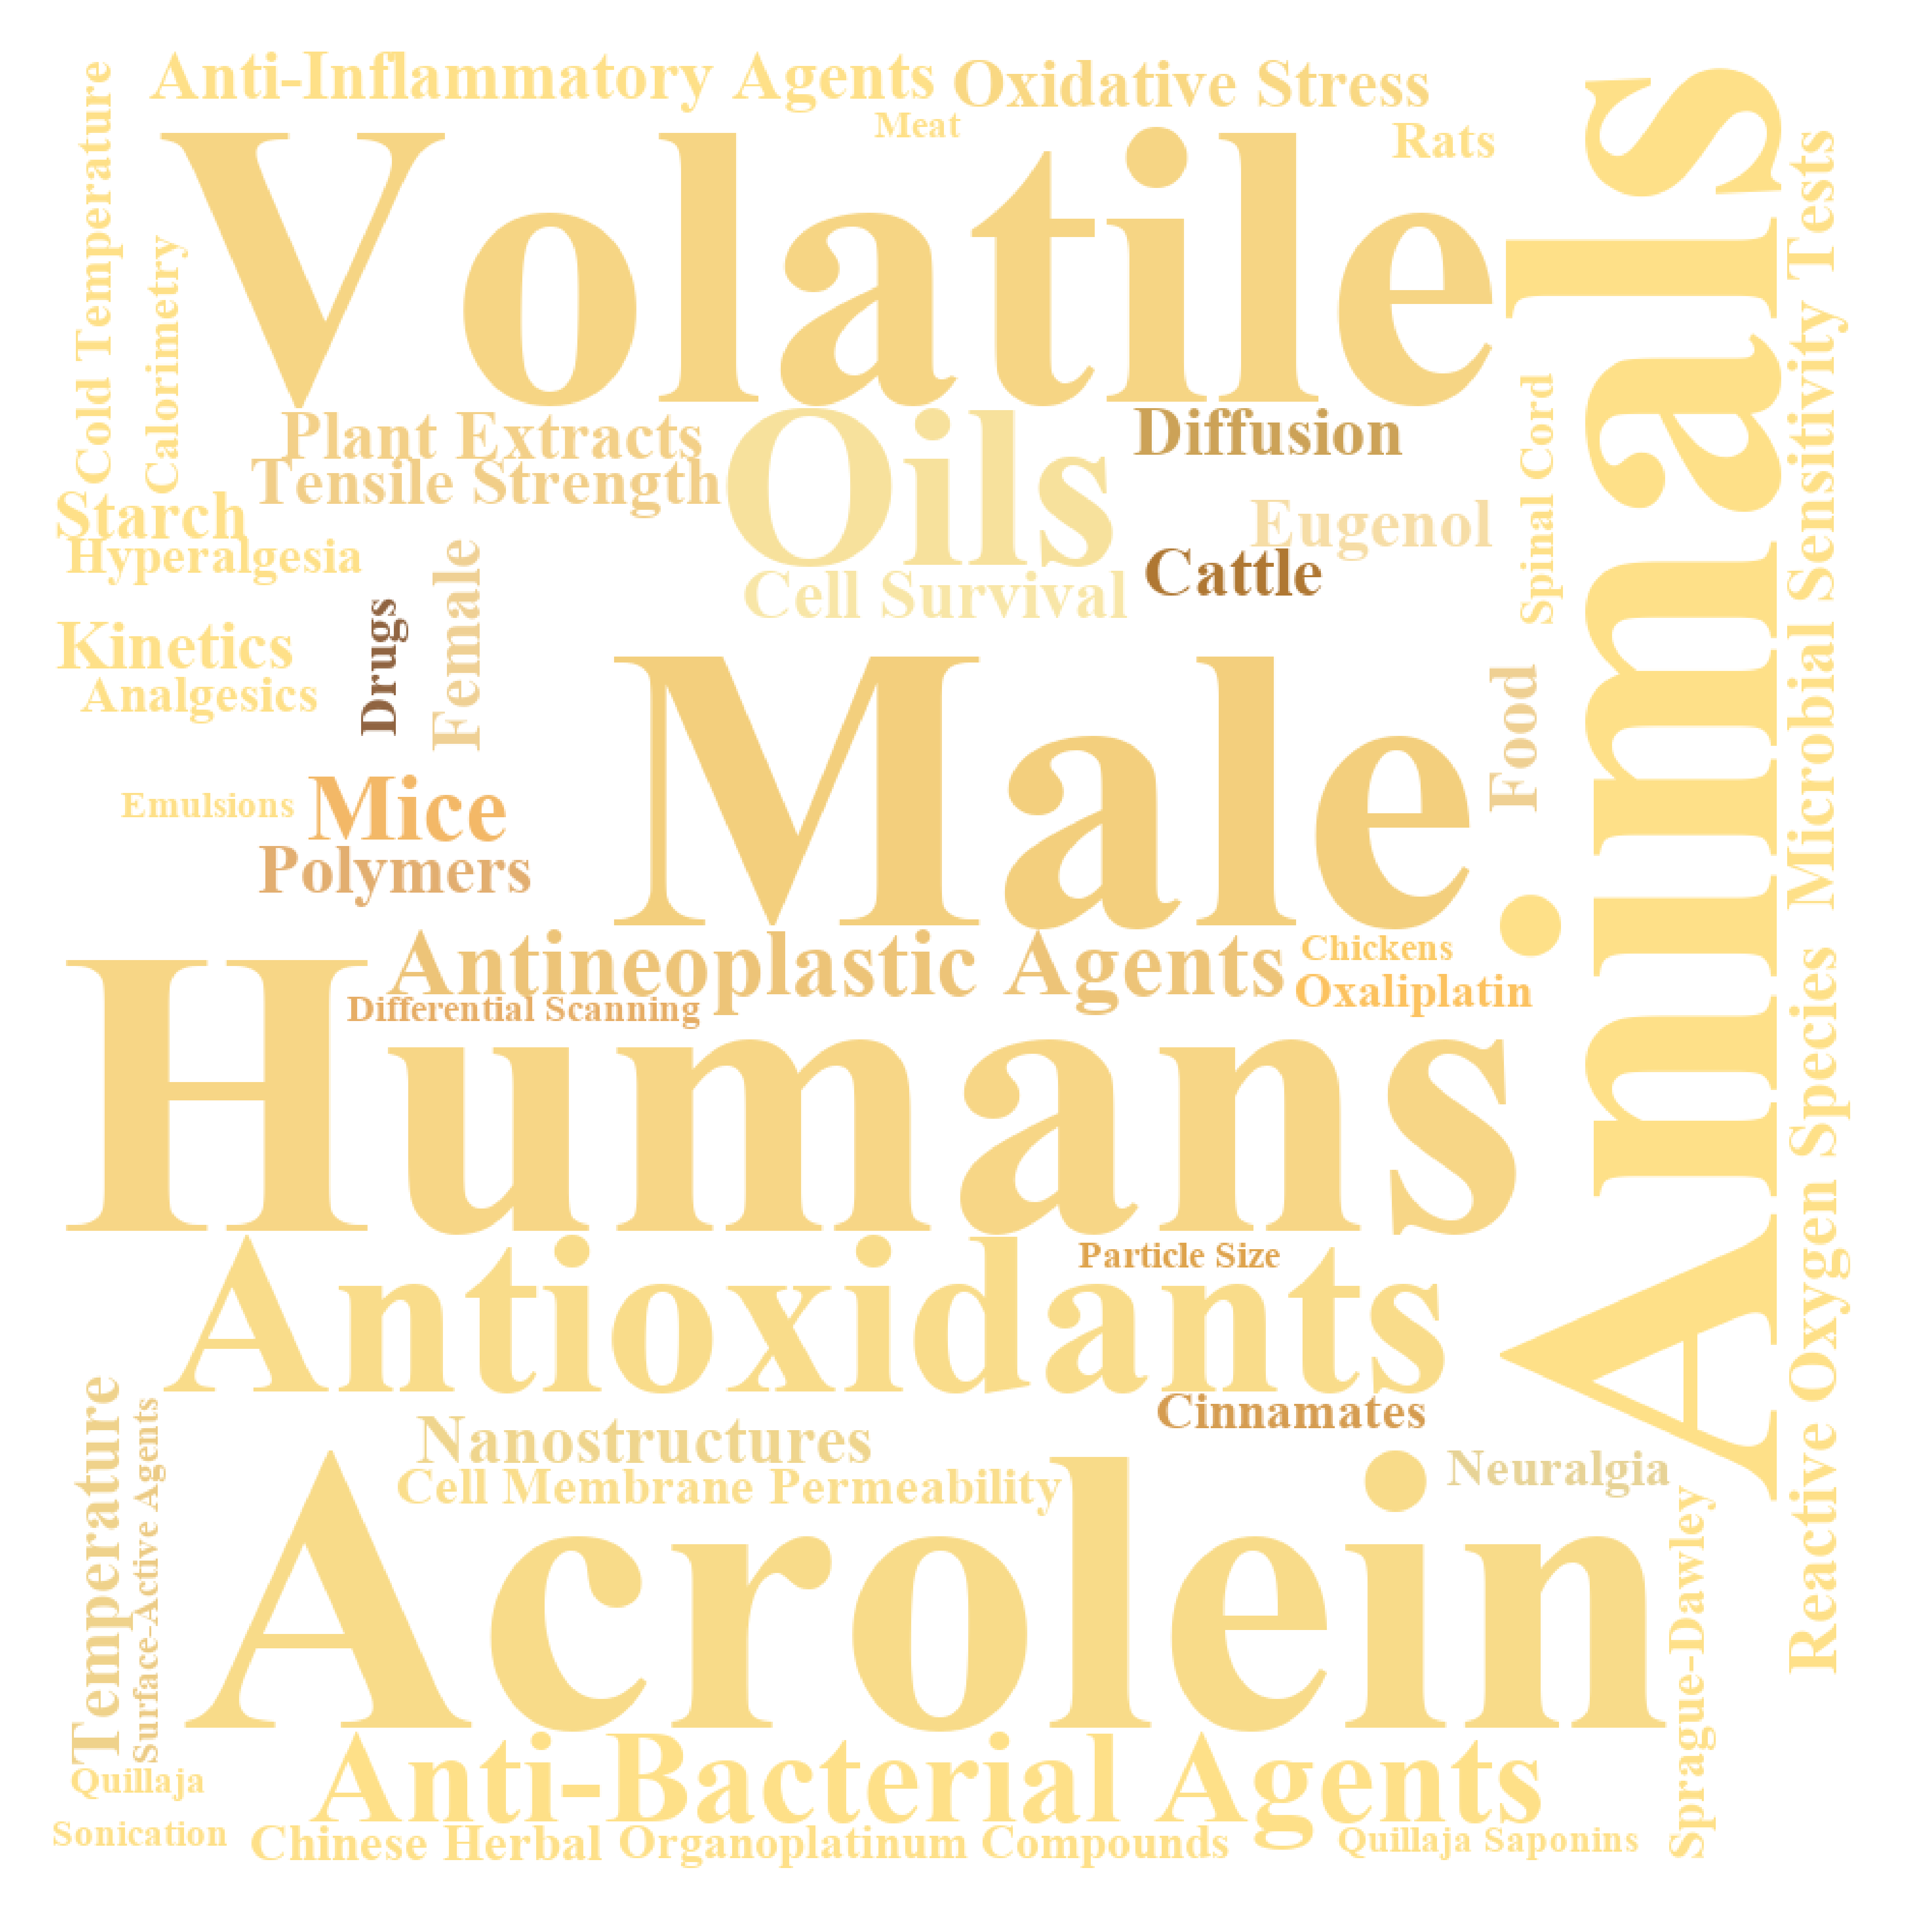 Anti-Inflammatory Agents
Oxidative Stress
Meat
Rats
Cold Temperature
Calorimetry
Volatile
Animals
Microbial Sensitivity Tests
Plant Extracts
Tensile Strength
Oils
Diffusion
Eugenol
Cattle
Spinal Cord
Starch
Hyperalgesia
Cell Survival
Kinetics
Analgesics
Drugs
Female
Male
Food
Emulsions
Mice
Polymers
Antineoplastic Agents
Chickens
Oxaliplatin
Differential Scanning
Humans
Reactive Oxygen Species
Particle Size
Antioxidants
Cinnamates
Nanostructures
Cell Membrane Permeability
Neuralgia
Temperature
Surface-Active Agents
Acrolein
Sprague-Dawley
Quillaja
Anti-Bacterial Agents
Sonication
Chinese Herbal
Organoplatinum Compounds
Quillaja Saponins